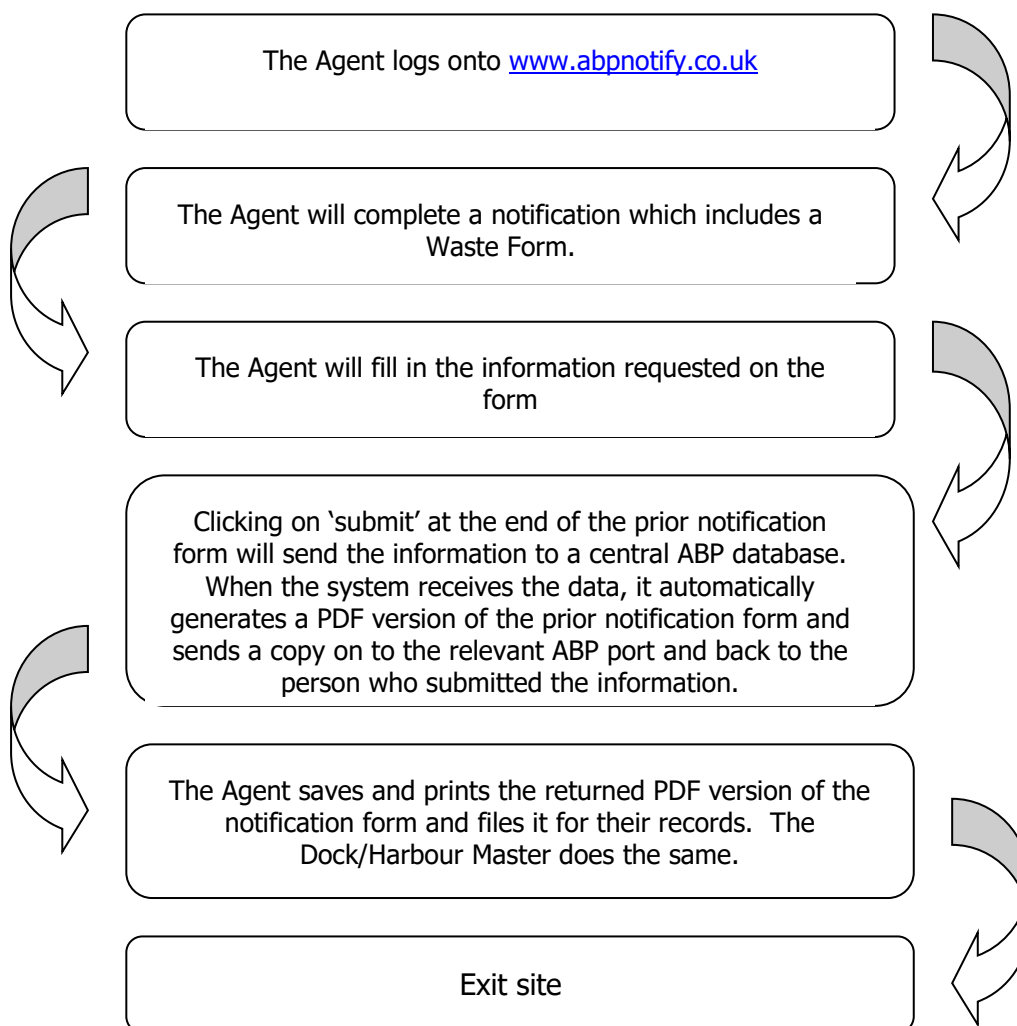 The Agent logs onto www.abpnotify.co.uk
The Agent will complete a notification which includes a
Waste Form.
The Agent will fill in the information requested on the
form
Clicking on ‘submit’ at the end of the prior notification
form will send the information to a central ABP database.
When the system receives the data, it automatically
generates a PDF version of the prior notification form and
sends a copy on to the relevant ABP port and back to the
person who submitted the information.
The Agent saves and prints the returned PDF version of the
notification form and files it for their records.  The
Dock/Harbour Master does the same.
Exit site